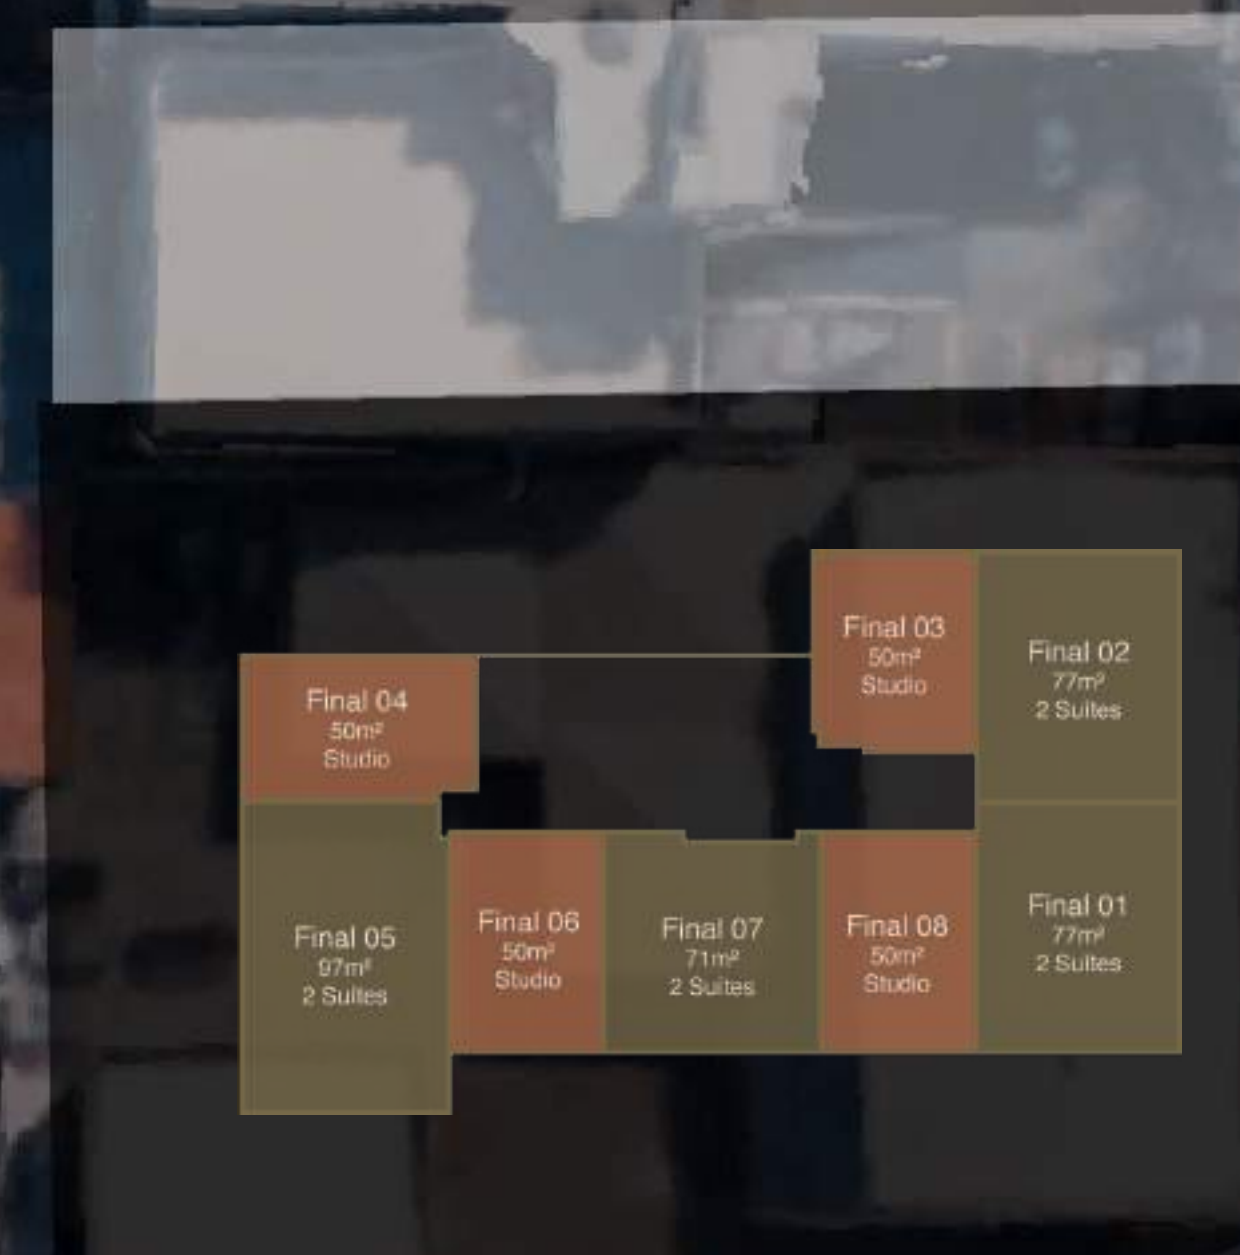 Final 03
50m²
Studio
Final 02
77m²
2 Suites
Final 04
50m²
Studio
Final 01
77m²
2 Suites
Final 05
97m²
2 Suites
Final 06
50m²
Studio
Final 07
71m²
2 Suites
Final 08
50m²
Studio